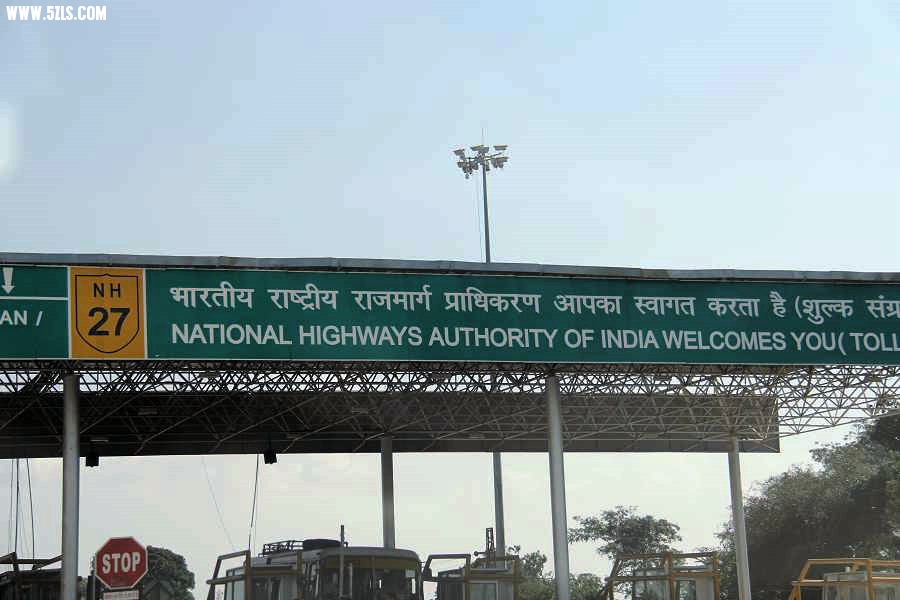 WWW.5ZLS.COM
NH
27
AN /
भारतीय राष्ट्रीय राजमार्ग प्राधिकरण आपका स्वागत करता है (शुल्क संग्र
NATIONAL HIGHWAYS AUTHORITY OF INDIA WELCOMES YOU( TOLL
STOP